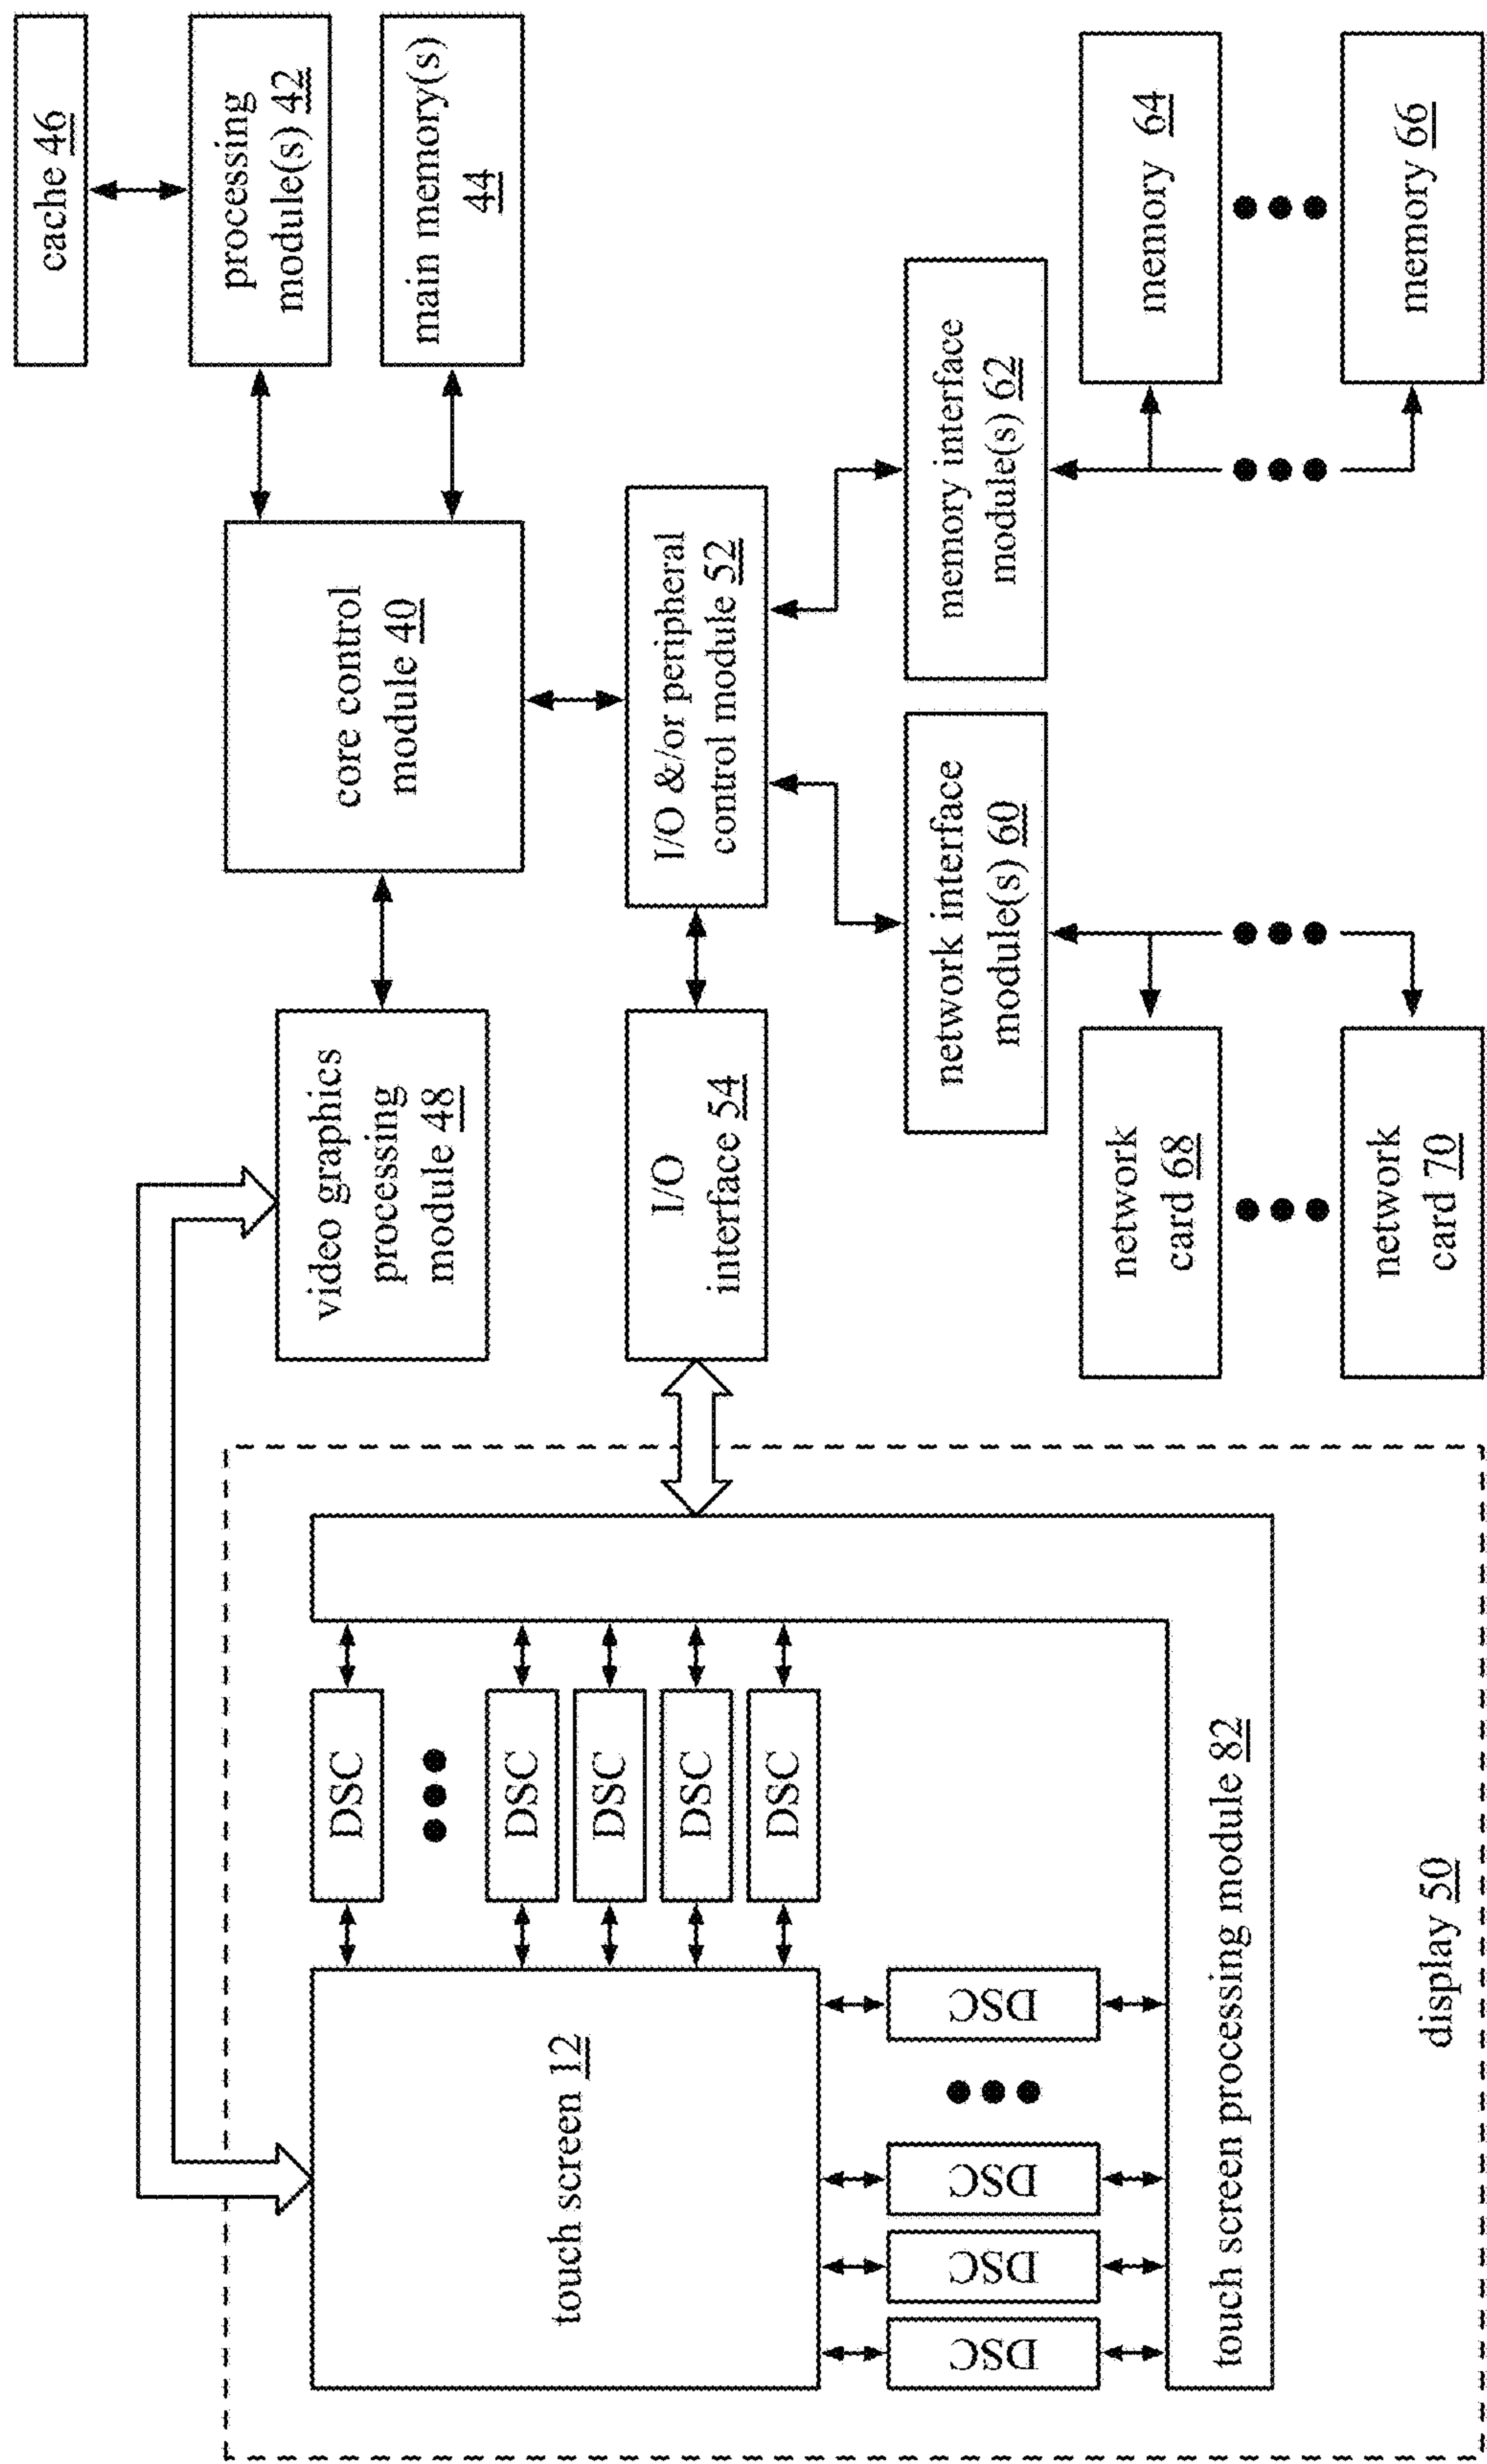 cache 46
processing
module(s) 42
main memory(s)
44
core control
module 40
video graphics
processing
module 48
I/O &/or peripheral
control module 52
I/O
interface 54
memory interface
module(s) 62
network interface
module(s) 60
memory 64
memory 66
network
card 68
network
card 70
touch screen 12
DSC
DSC
DSC
DSC
DSC
DSC
DSC
DSC
DSC
touch screen processing module 82
display 50